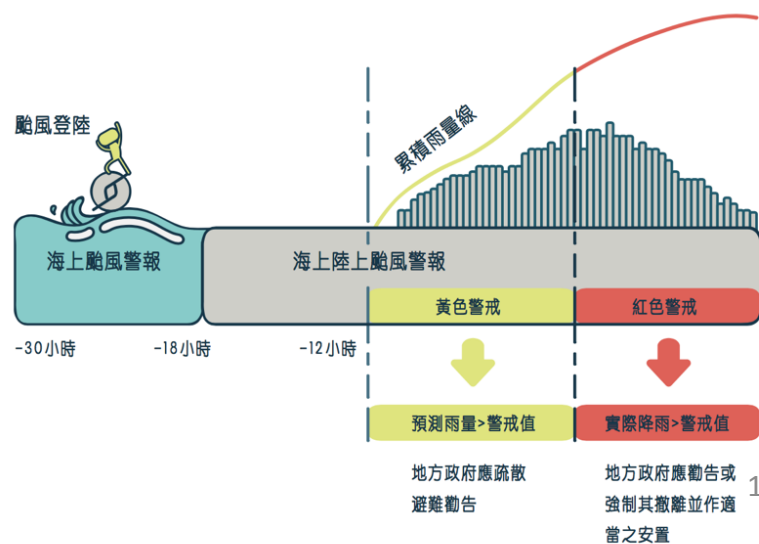 颱風登陸
累積雨量線
海上颱風警報
海上陸上颱風警報
黃色警戒
紅色警戒
-30小時
-18小時
-12小時
預測雨量>警戒值
實際降雨>警戒值
地方政府應疏散
避難勸告
地方政府應勸告或
強制其撤離並作適
當之安置
1